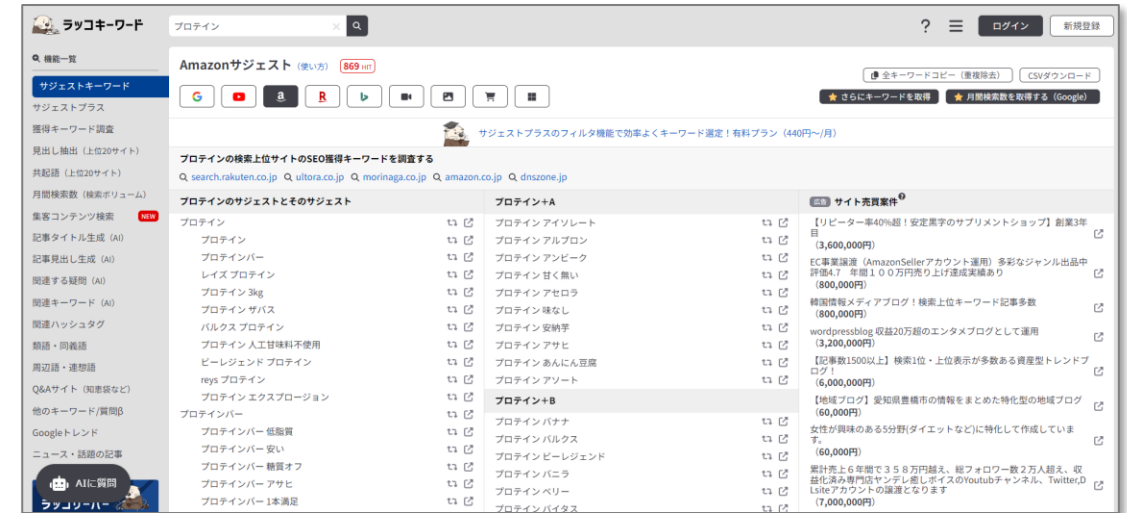 ラッコキーワード
プロテイン
ログイン
新規登録
機能一覧
サジェストキーワード
サジェストプラス
獲得キーワード調査
見出し抽出（上位20サイト）
共起語（上位20サイト）
月間検索数（検索ボリューム）
集客コンテンツ検索 NEW
記事タイトル生成（AI）
記事見出し生成（AI）
関連する疑問（AI）
関連キーワード（AI）
関連ハッシュタグ
類語・同義語
周辺語・連想語
Q&Aサイト（知恵袋など）
他のキーワード/質問β
Googleトレンド
ニュース・話題の記事
AIに質問
ラッコリーバー
Amazonサジェスト（使い方） 869 HIT
全キーワードコピー（重複除去）
CSVダウンロード
さらにキーワードを取得
月間検索数を取得する（Google）
サジェストプラスのフィルタ機能で効率よくキーワード選定！有料プラン（440円〜/月）
プロテインの検索上位サイトのSEO獲得キーワードを調査する
search.rakuten.co.jp ultora.co.jp morinaga.co.jp amazon.co.jp dnszone.jp
プロテインのサジェストとそのサジェスト
プロテイン
プロテイン
プロテインバー
レイズ プロテイン
プロテイン 3kg
プロテイン ザバス
バルクス プロテイン
プロテイン 人工甘味料不使用
ビーレジェンド プロテイン
reys プロテイン
プロテイン エクスプロージョン
プロテインバー
プロテインバー 低脂質
プロテインバー 安い
プロテインバー 糖質オフ
プロテインバー アサヒ
プロテインバー 1本満足
プロテイン+A
プロテイン アイソレート
プロテイン アルプロン
プロテイン アンビーク
プロテイン 甘く無い
プロテイン アセロラ
プロテイン 味なし
プロテイン 安納芋
プロテイン アサヒ
プロテイン あんにん豆腐
プロテイン アソート
プロテイン+B
プロテイン バナナ
プロテイン バルクス
プロテイン ビーレジェンド
プロテイン バニラ
プロテイン ベリー
プロテイン バイタス
広告 サイト売買案件
【リピーター率40%超！安定黒字のサプリメントショップ】創業3年
目
（3,600,000円）
EC事業譲渡（AmazonSellerアカウント運用）多彩なジャンル出品中
評価4.7 年間１００万円売り上げ達成実績あり
（800,000円）
韓国情報メディアブログ！検索上位キーワード記事多数
（800,000円）
wordpressblog 収益20万超のエンタメブログとして運用
（3,200,000円）
【記事数1500以上】検索1位・上位表示が多数ある資産型トレンドブ
ログ！
（6,000,000円）
【地域ブログ】愛知県豊橋市の情報をまとめた特化型の地域ブログ
（60,000円）
女性が興味のある5分野(ダイエットなど)に特化して作成していま
す。
（60,000円）
累計売上６年間で３５８万円越え、総フォロワー数２万人超え、収
益化済み専門店ヤンデレ癒しボイスのYoutubチャンネル、Twitter,D
Lsiteアカウントの譲渡となります
（7,000,000円）